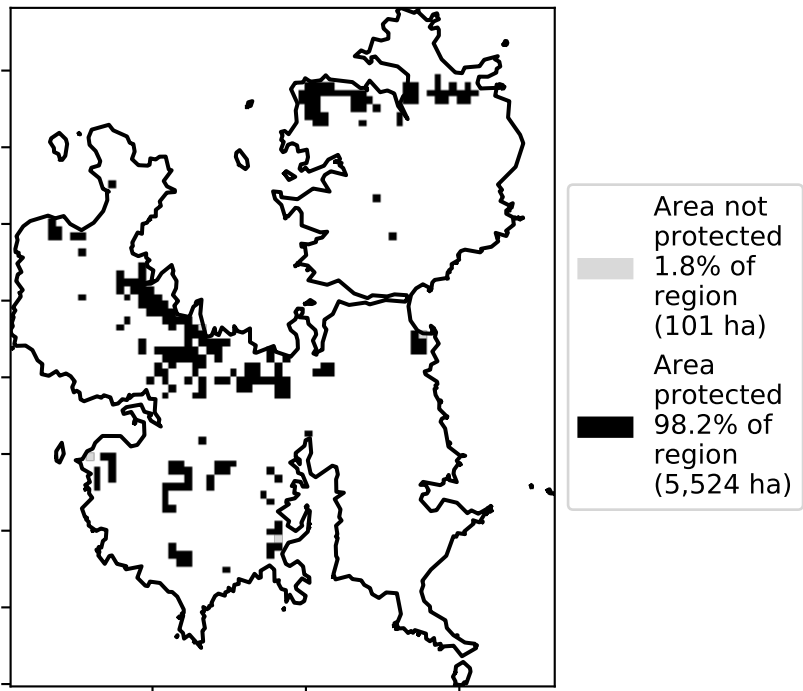 Area not
protected
1.8% of
region
(101 ha)
Area
protected
98.2% of
region
(5,524 ha)